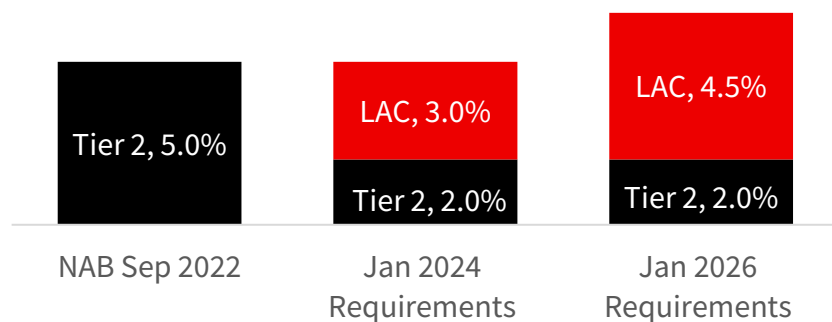 LAC, 4.5%
LAC, 3.0%
Tier 2, 5.0%
Tier 2, 2.0%
Tier 2, 2.0%
NAB Sep 2022
Jan 2024
Requirements
Jan 2026
Requirements